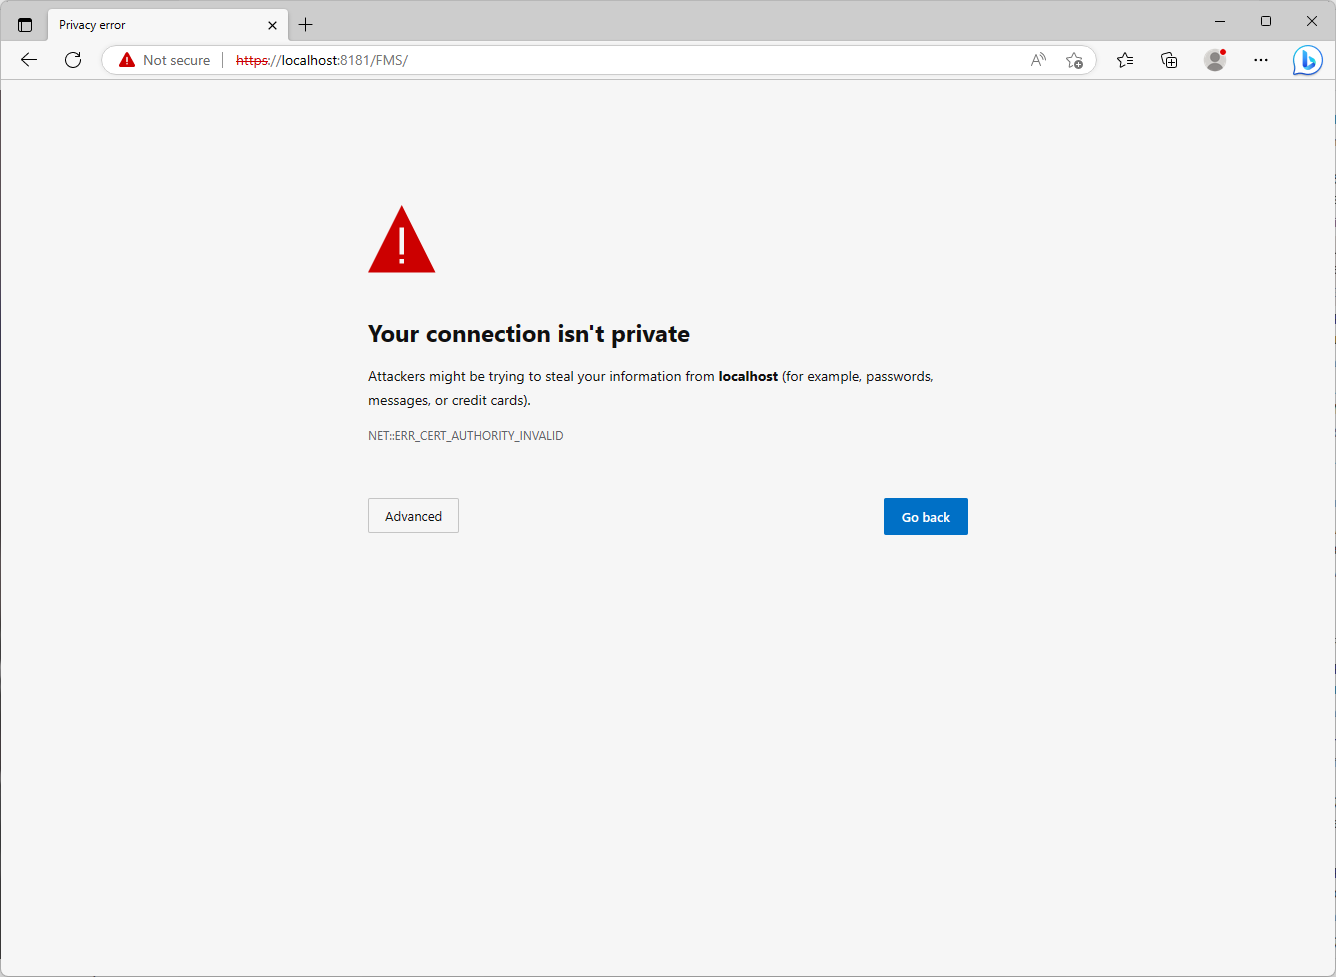 Privacy error
Not secure
https://localhost:8181/FMS/
Your connection isn't private
Attackers might be trying to steal your information from localhost (for example, passwords,
messages, or credit cards).
NET::ERR_CERT_AUTHORITY_INVALID
Advanced
Go back